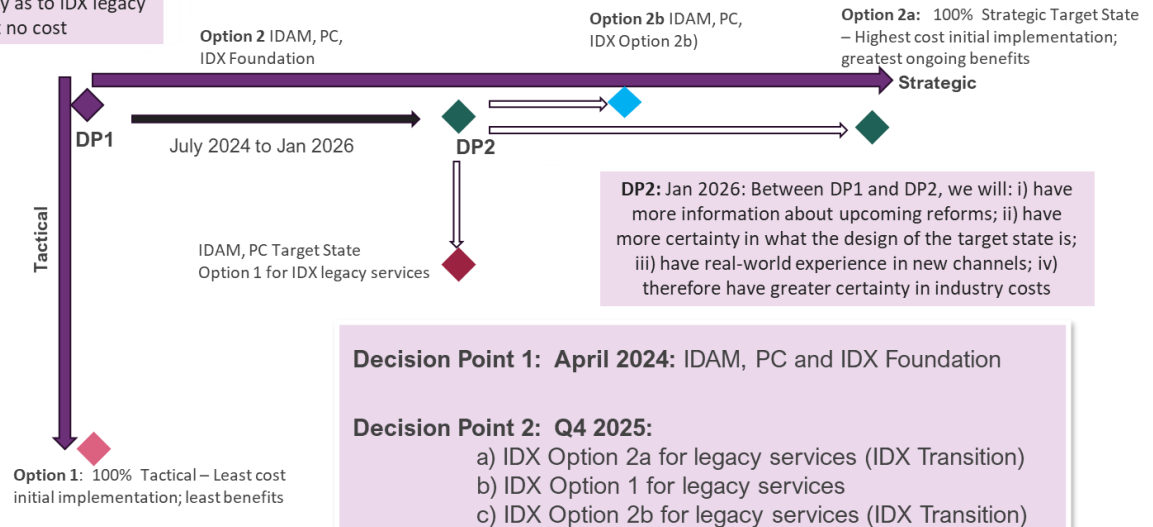 y as to IDX legacy
no cost
Option 2 IDAM, PC,
IDX Foundation
Option 2b IDAM, PC,
IDX Option 2b)
Option 2a: 100% Strategic Target State
– Highest cost initial implementation;
greatest ongoing benefits
Strategic
DP1
July 2024 to Jan 2026
DP2
Tactical
IDAM, PC Target State
Option 1 for IDX legacy services
DP2: Jan 2026: Between DP1 and DP2, we will: i) have
more information about upcoming reforms; ii) have
more certainty in what the design of the target state is;
iii) have real-world experience in new channels; iv)
therefore have greater certainty in industry costs
Decision Point 1: April 2024: IDAM, PC and IDX Foundation
Decision Point 2: Q4 2025:
a) IDX Option 2a for legacy services (IDX Transition)
b) IDX Option 1 for legacy services
c) IDX Option 2b for legacy services (IDX Transition)
Option 1: 100% Tactical – Least cost
initial implementation; least benefits